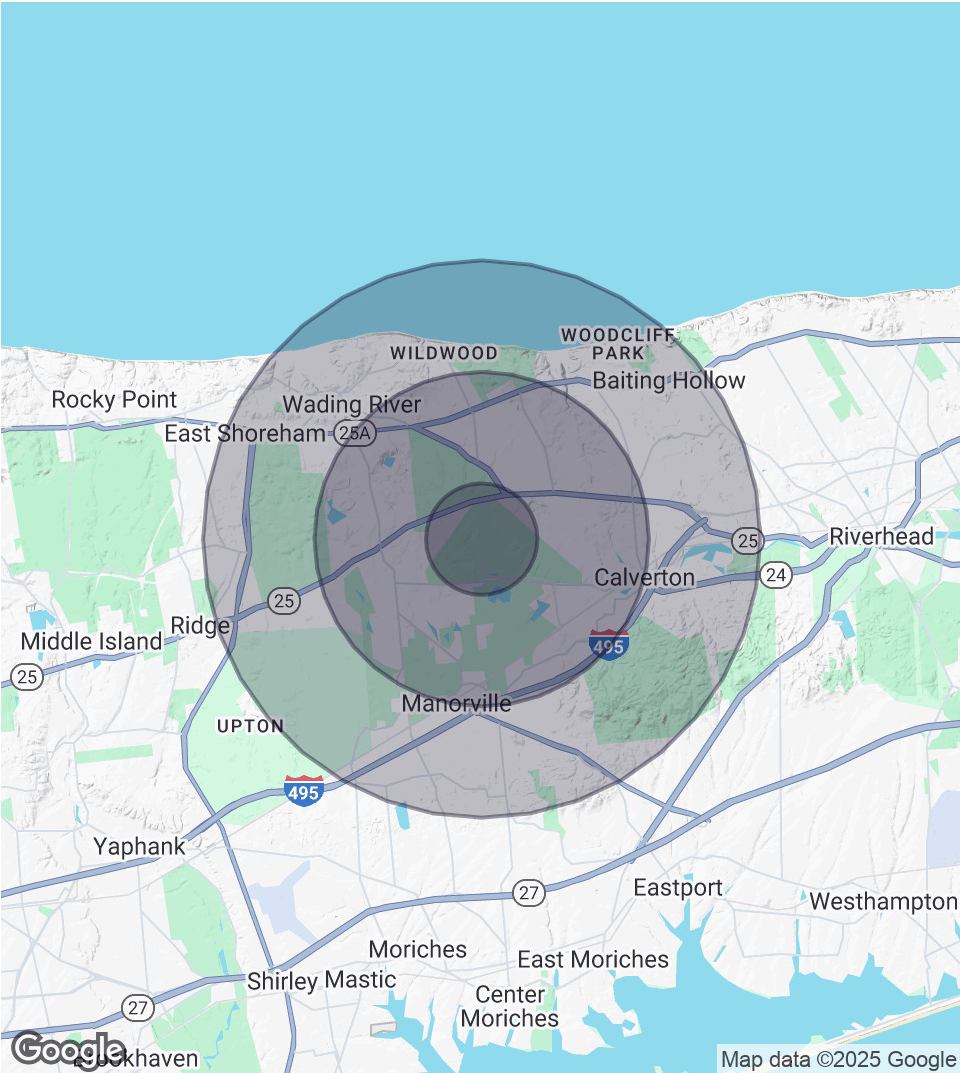 WOODCLIFF
PARK
WILDWOOD
Baiting Hollow
Rocky Point
Wading River
East Shoreham
25A
25
Riverhead
Calverton
24
25
Ridge
Middle Island
495
25
Manorville
UPTON
495
Yaphank
27
Eastport
Westhampton
Moriches
East Moriches
Shirley
Mastic
Center
Moriches
27
Google
Brookhaven
Map data ©2025 Google